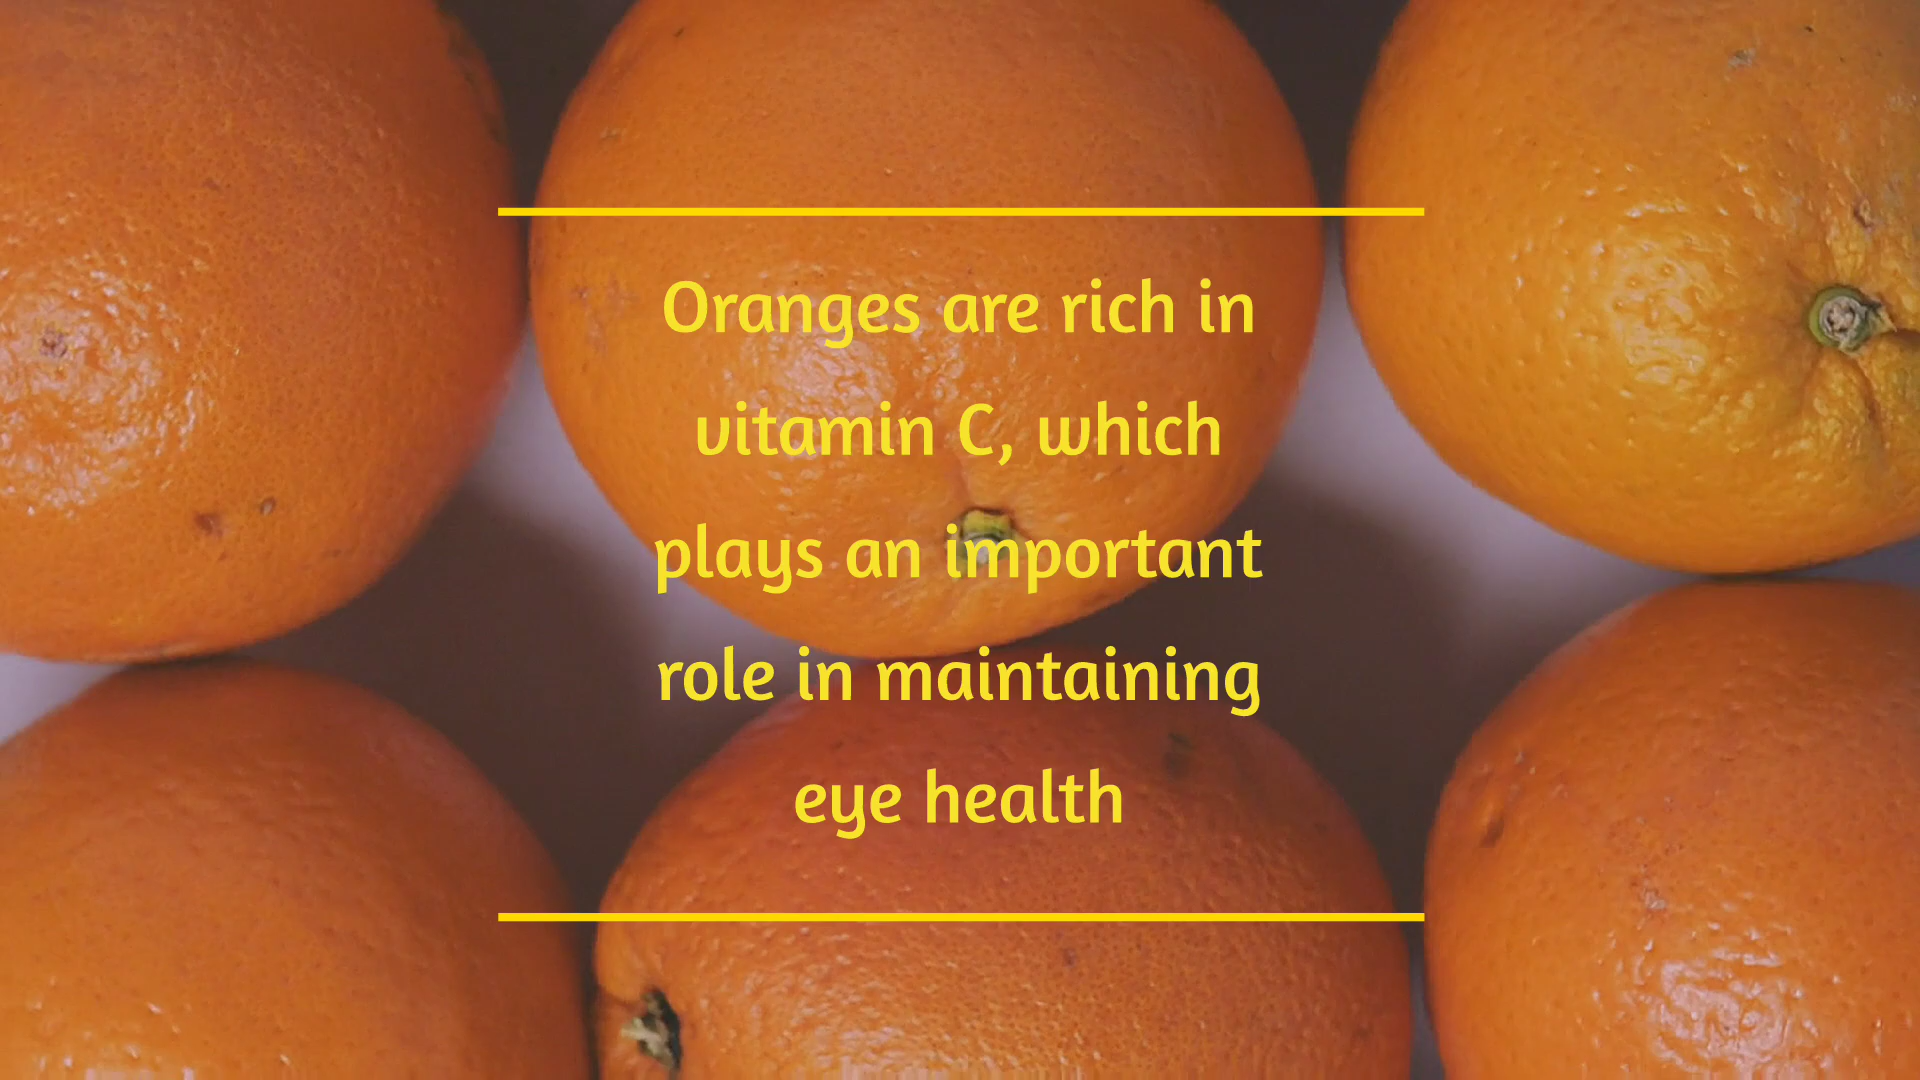 Oranges are rich in
vitamin C, which
plays an important
role in maintaining
eye health